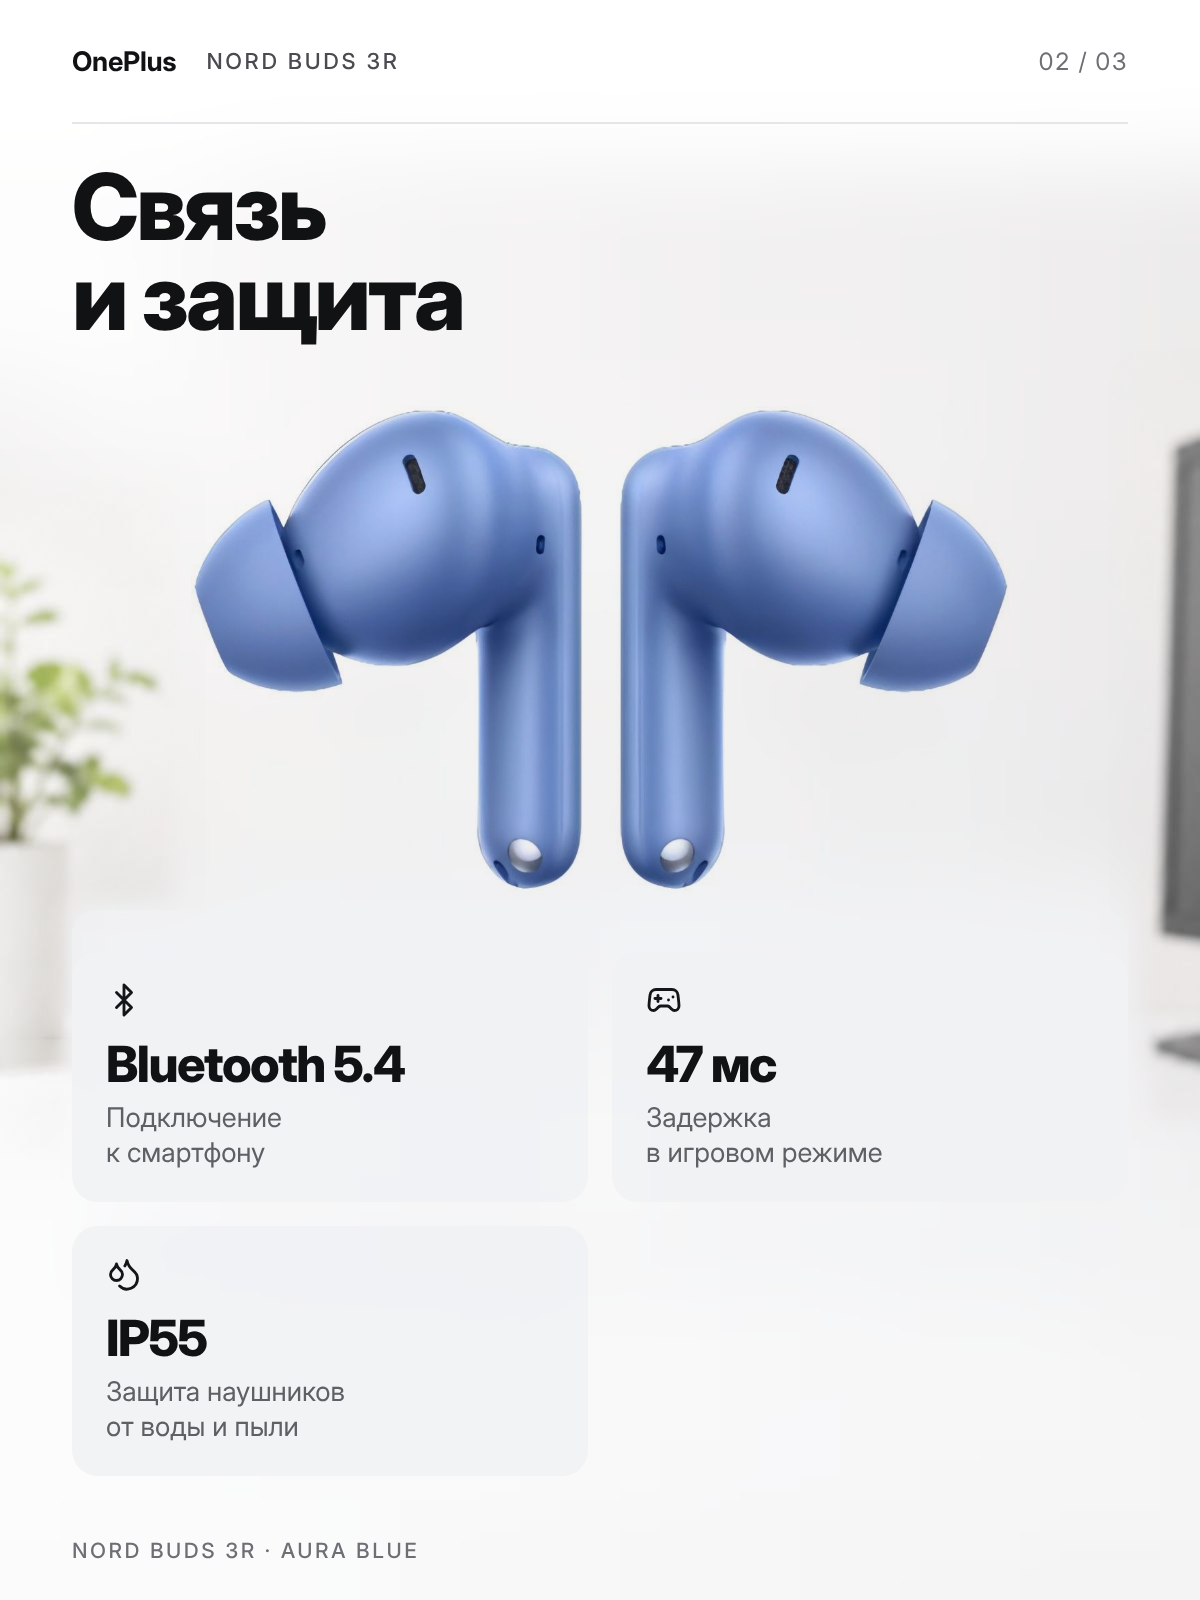 OnePlus NORD BUDS 3R 02 / 03
Связь
и защита
Bluetooth 5.4
Подключение
к смартфону
47 мс
Задержка
в игровом режиме
IP55
Защита наушников
от воды и пыли
NORD BUDS 3R · AURA BLUE